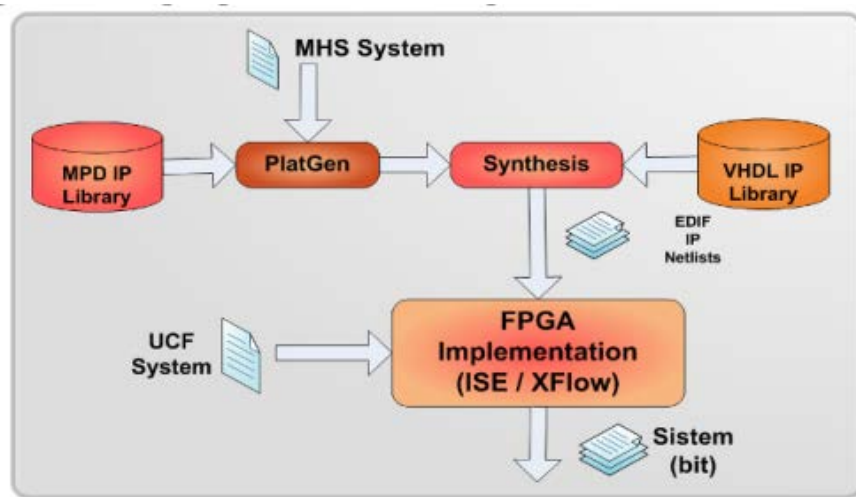 MHS System
MPD IP
Library
PlatGen
Synthesis
VHDL IP
Library
EDIF
IP
Netlists
UCF
System
FPGA
Implementation
(ISE / XFlow)
Sistem
(bit)